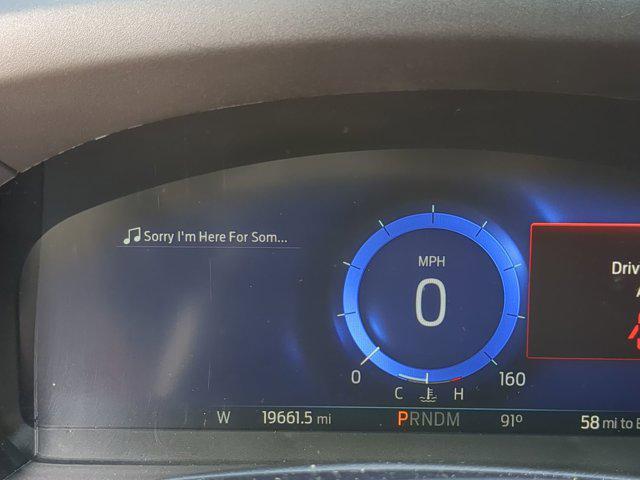 Sorry I'm Here For Som...
MPH
0
0
160
C
H
Driv
W
19661.5 mi
PRNDM
91°
58 mi to